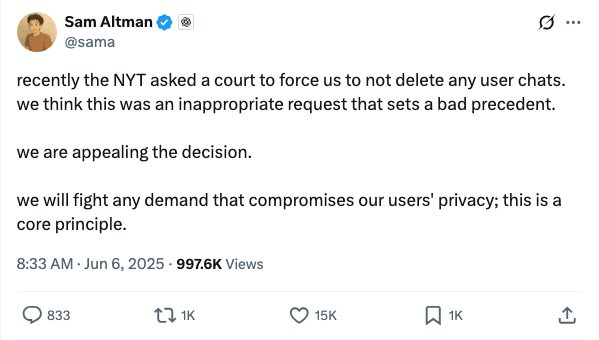 Sam Altman
@sama
recently the NYT asked a court to force us to not delete any user chats.
we think this was an inappropriate request that sets a bad precedent.
we are appealing the decision.
we will fight any demand that compromises our users' privacy; this is a
core principle.
8:33 AM · Jun 6, 2025 · 997.6K Views
833 1K 15K 1K